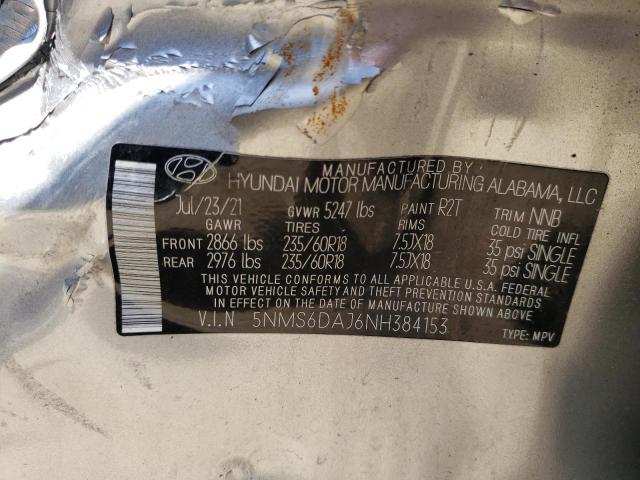 MANUFACTURED BY:
HYUNDAI MOTOR MANUFACTURING ALABAMA, LLC
Jul/23/21 GVWR 5247 lbs PAINT R2T TRIM NNB
GAWR TIRES RIMS COLD TIRE INFL
FRONT 2866 lbs 235/60R18 7.5JX18 35 psi SINGLE
REAR 2976 lbs 235/60R18 7.5JX18 35 psi SINGLE
THIS VEHICLE CONFORMS TO ALL APPLICABLE U.S. FEDERAL
MOTOR VEHICLE SAFETY AND THEFT PREVENTION STANDARDS
IN EFFECT ON THE DATE OF MANUFACTURE SHOWN ABOVE
V.I.N 5NMS6DAJ6NH384153
TYPE: MPV